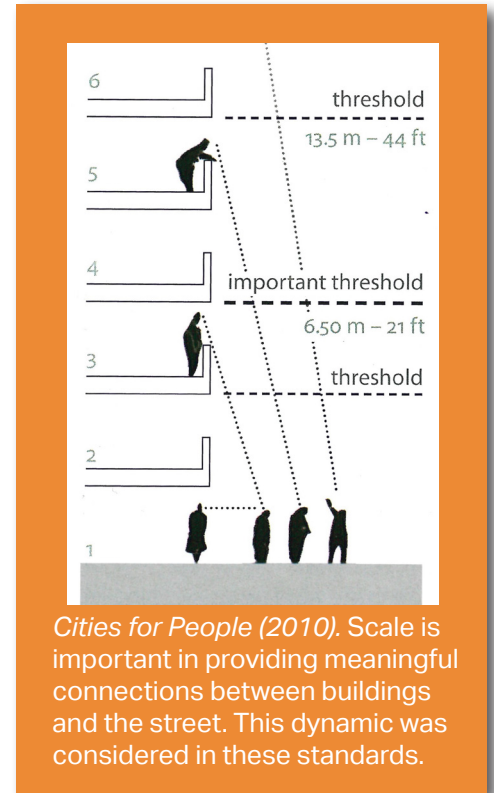 6
threshold
13.5 m – 44 ft
5
4
important threshold
6.50 m – 21 ft
3
threshold
2
1
Cities for People (2010). Scale is
important in providing meaningful
connections between buildings
and the street. This dynamic was
considered in these standards.